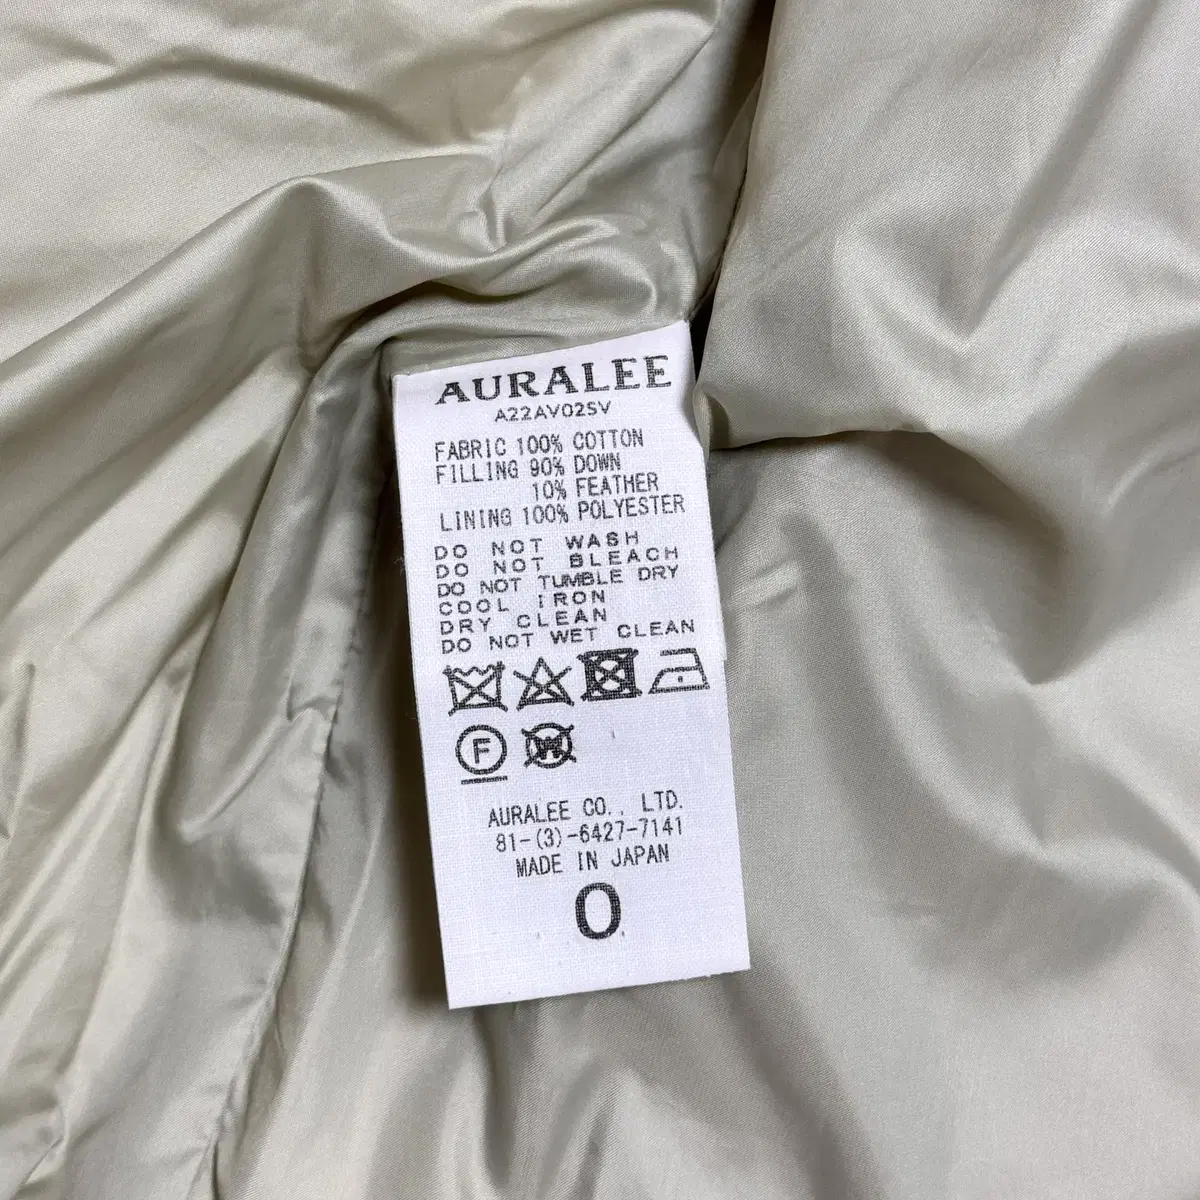 AURALEE
A22AV02SV
FABRIC 100% COTTON
FILLING 90% DOWN
10% FEATHER
LINING 100% POLYESTER
DO NOT WASH
DO NOT BLEACH
DO NOT TUMBLE DRY
COOL IRON
DRY CLEAN
DO NOT WET CLEAN
F W
AURALEE CO., LTD.
81-(3)-6427-7141
MADE IN JAPAN
0